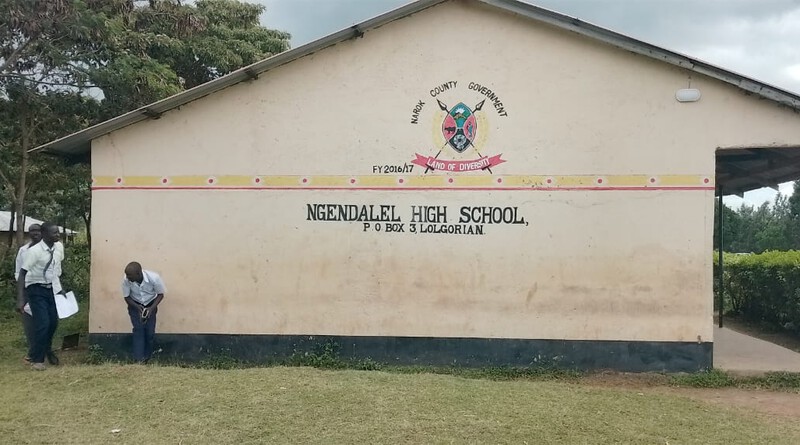 NAROK COUNTY GOVERNMENT
FY 2016/17
LAND OF DIVERSITY
NGENDALEL HIGH SCHOOL,
P O BOX 3, LOLGORIAN.